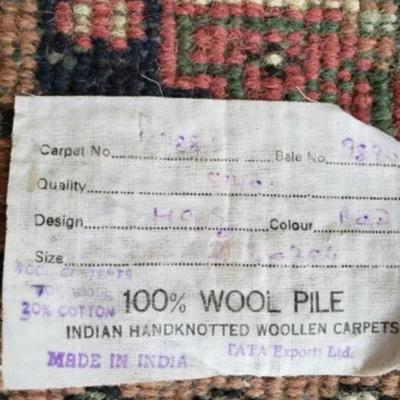 Carpet No. Bale No.
Quality
Design Colour RED
Size
WOOL CONTENTS
70% WOOL
30% COTTON
100% WOOL PILE
INDIAN HANDKNOTTED WOOLLEN CARPETS
MADE IN INDIA. TATA Exports Ltd.